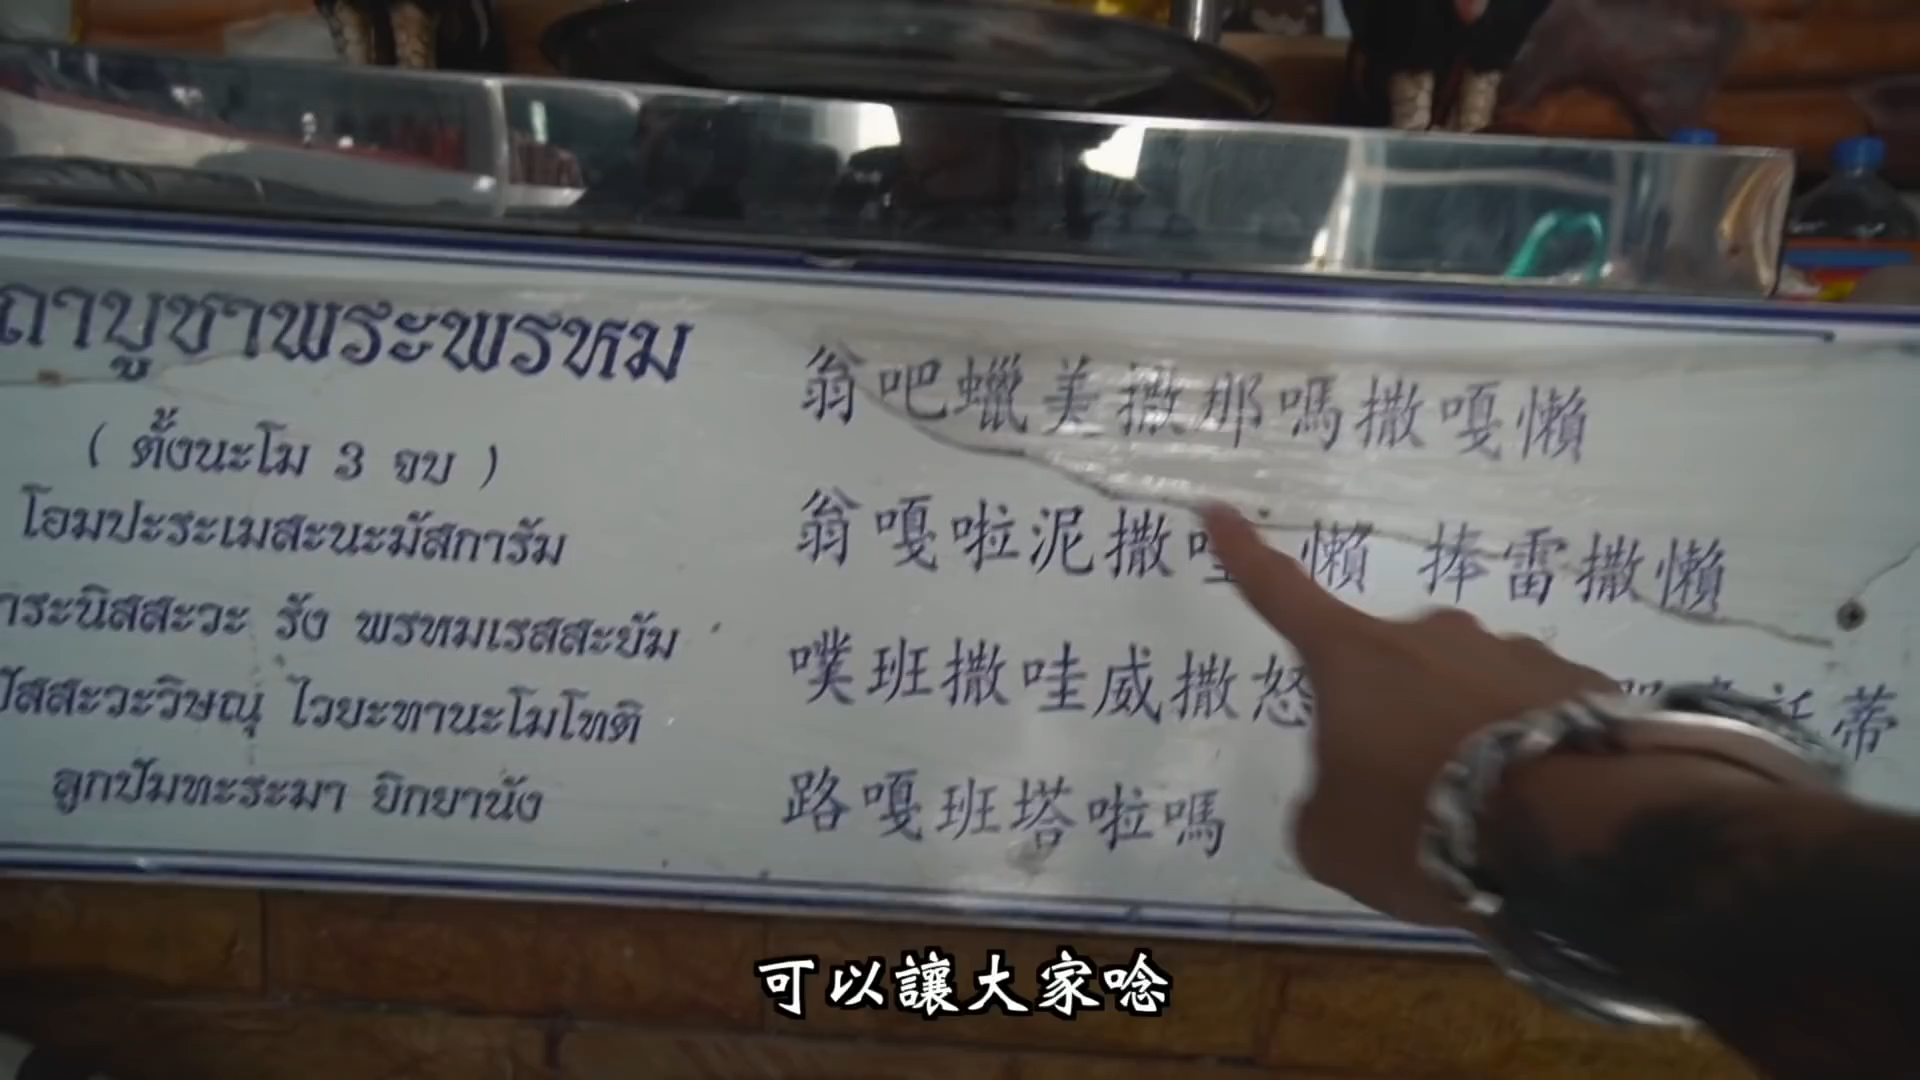 ถาบูชาพระพรหม
( ตั้งนะโม 3 จบ )
โอมปะระเมสะนะมัสการัม
าระนิสสะวะ รัง พรหมเรสสะยัม
ปัสสะวะวิษณุ ไวยะทานะโมโทติ
ลูกปัมทะระมา ยิกยานัง
翁吧蠟美撒那嗎撒嘎懶
翁嘎啦泥撒 懶 捧雷撒懶
噗班撒哇威撒怒 蒂
路嘎班塔啦嗎
可以讓大家唸